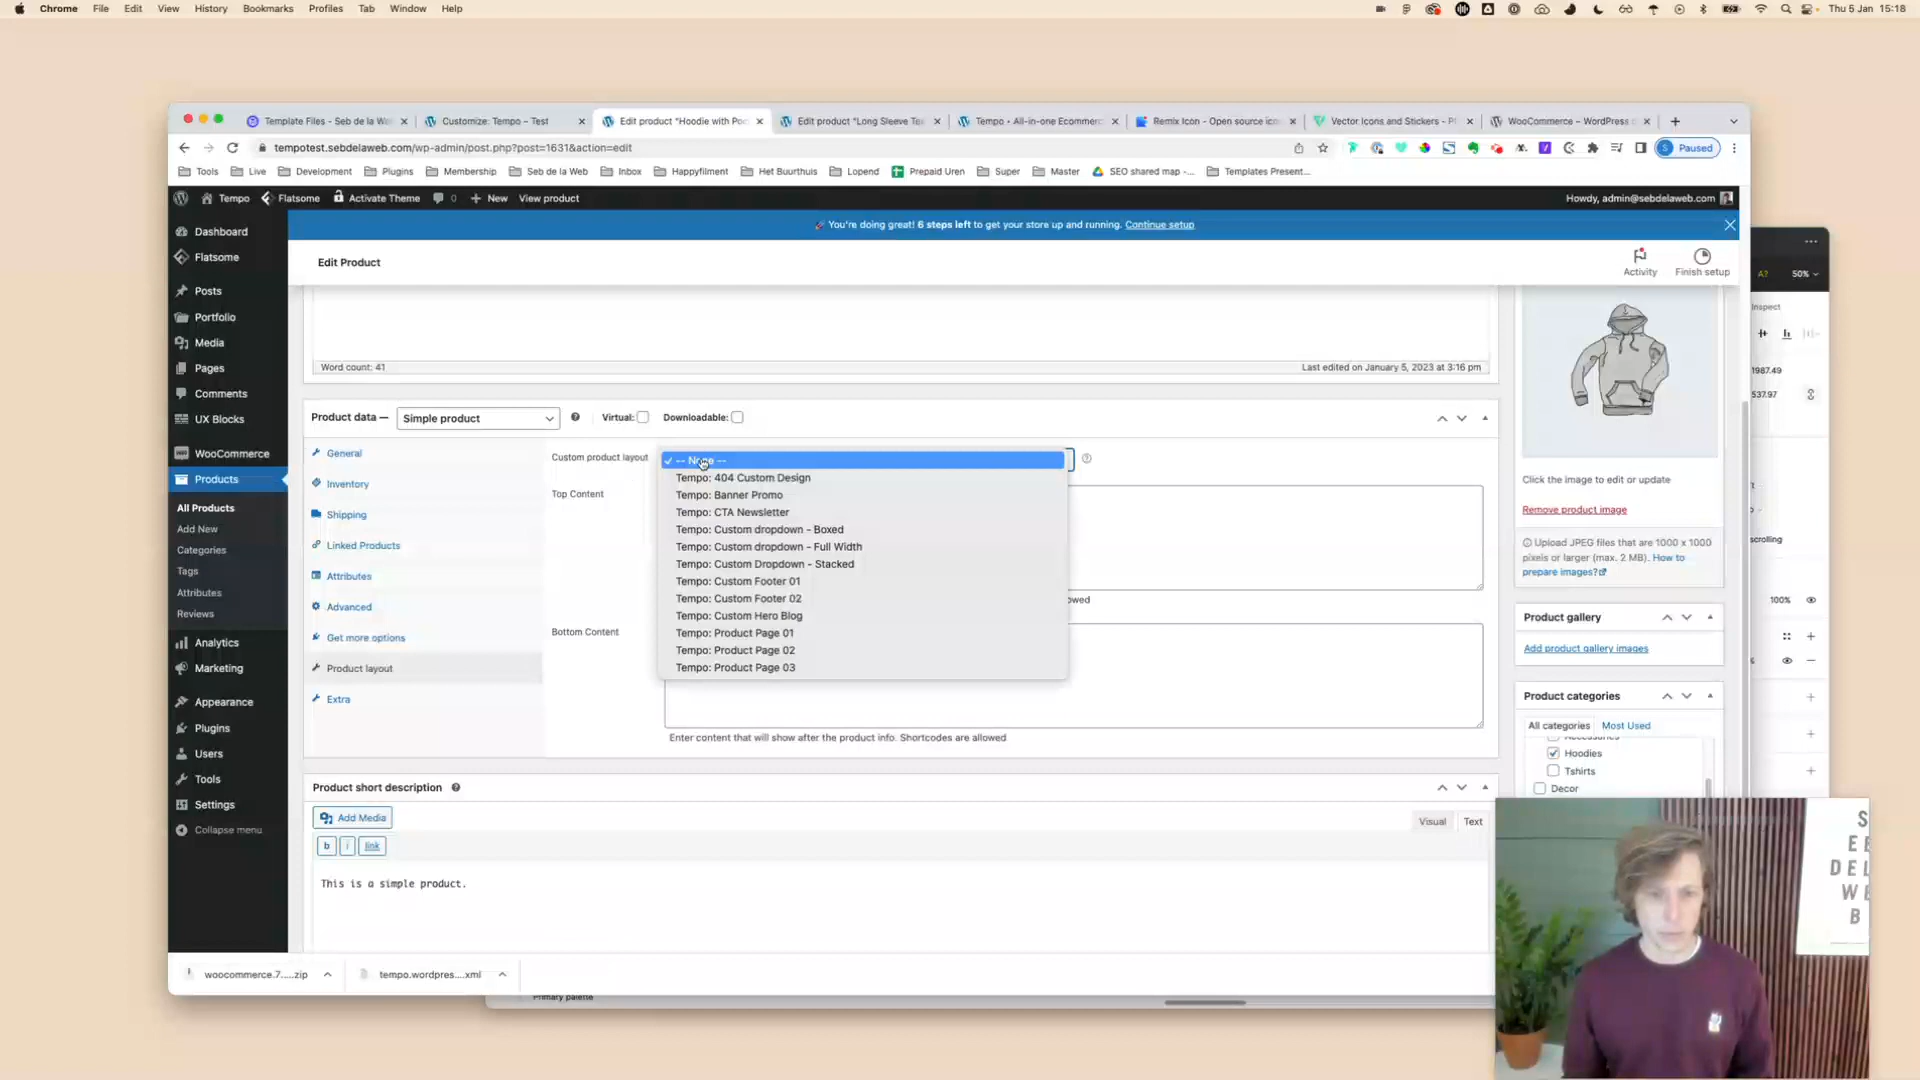 Chrome File Edit View History Bookmarks Profiles Tab Window Help
Thu 5 Jan 15:18
Template Files - Seb de la We
Customize: Tempo – Test
Edit product "Hoodie with Poc
Edit product "Long Sleeve Te
Tempo • All-in-one Ecommerc
Remix Icon - Open source ico
Vector Icons and Stickers - P
WooCommerce – WordPress
tempotest.sebdelaweb.com/wp-admin/post.php?post=1631&action=edit
Paused
Tools Live Development Plugins Membership Seb de la Web Inbox Happyfilment Het Buurthuis Lopend Prepaid Uren Super Master SEO shared map -... Templates Present...
Tempo Flatsome Activate Theme 0 New View product
Howdy, admin@sebdelaweb.com
You're doing great! 6 steps left to get your store up and running. Continue setup
Edit Product
Activity
Finish setup
Dashboard
Flatsome
Posts
Portfolio
Media
Pages
Comments
UX Blocks
WooCommerce
Products
All Products
Add New
Categories
Tags
Attributes
Reviews
Analytics
Marketing
Appearance
Plugins
Users
Tools
Settings
Collapse menu
Word count: 41
Last edited on January 5, 2023 at 3:16 pm
Product data — Simple product Virtual: Downloadable:
General
Inventory
Shipping
Linked Products
Attributes
Advanced
Get more options
Product layout
Extra
Custom product layout
Top Content
Bottom Content
-- None --
Tempo: 404 Custom Design
Tempo: Banner Promo
Tempo: CTA Newsletter
Tempo: Custom dropdown - Boxed
Tempo: Custom dropdown - Full Width
Tempo: Custom Dropdown - Stacked
Tempo: Custom Footer 01
Tempo: Custom Footer 02
Tempo: Custom Hero Blog
Tempo: Product Page 01
Tempo: Product Page 02
Tempo: Product Page 03
owed
Enter content that will show after the product info. Shortcodes are allowed
Product short description
Add Media
Visual Text
b i link
This is a simple product.
Click the image to edit or update
Remove product image
Upload JPEG files that are 1000 x 1000
pixels or larger (max. 2 MB). How to
prepare images?
Product gallery
Add product gallery images
Product categories
All categories Most Used
Accessories
Hoodies
Tshirts
Decor
50%
Inspect
1987.49
537.97
scrolling
100%
woocommerce.7.....zip
tempo.wordpres....xml
Primary palette
S
EE
DEL
WE
B